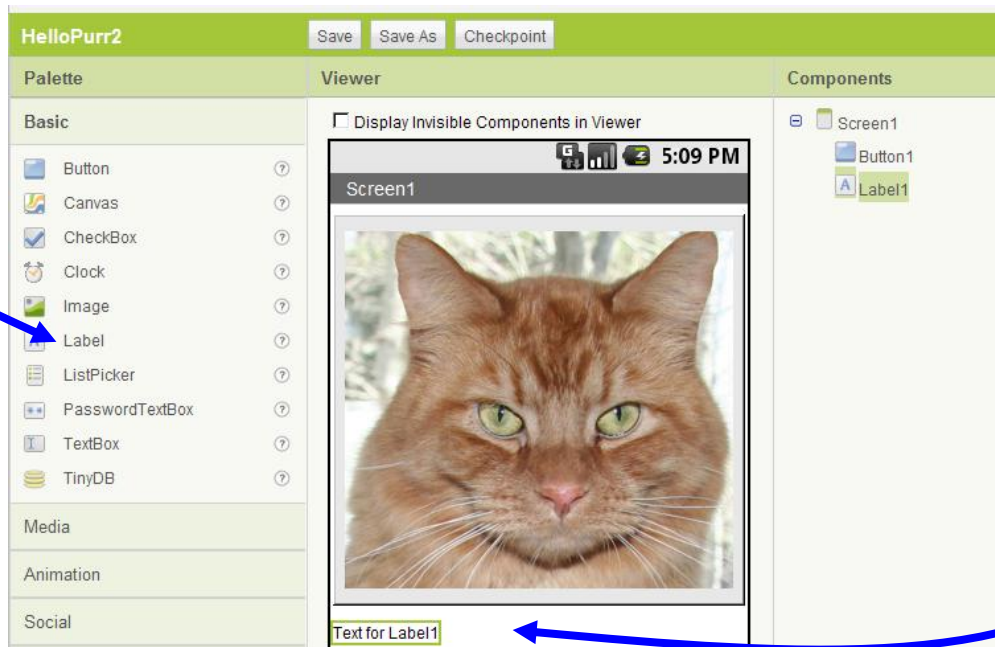 HelloPurr2
Save
Save As
Checkpoint
Palette
Viewer
Components
Basic
Button
?
Canvas
?
CheckBox
?
Clock
?
Image
?
Label
?
ListPicker
?
PasswordTextBox
?
TextBox
?
TinyDB
?
Media
Animation
Social
Display Invisible Components in Viewer
G
5:09 PM
Screen1
Text for Label1
Screen1
Button1
A
Label1